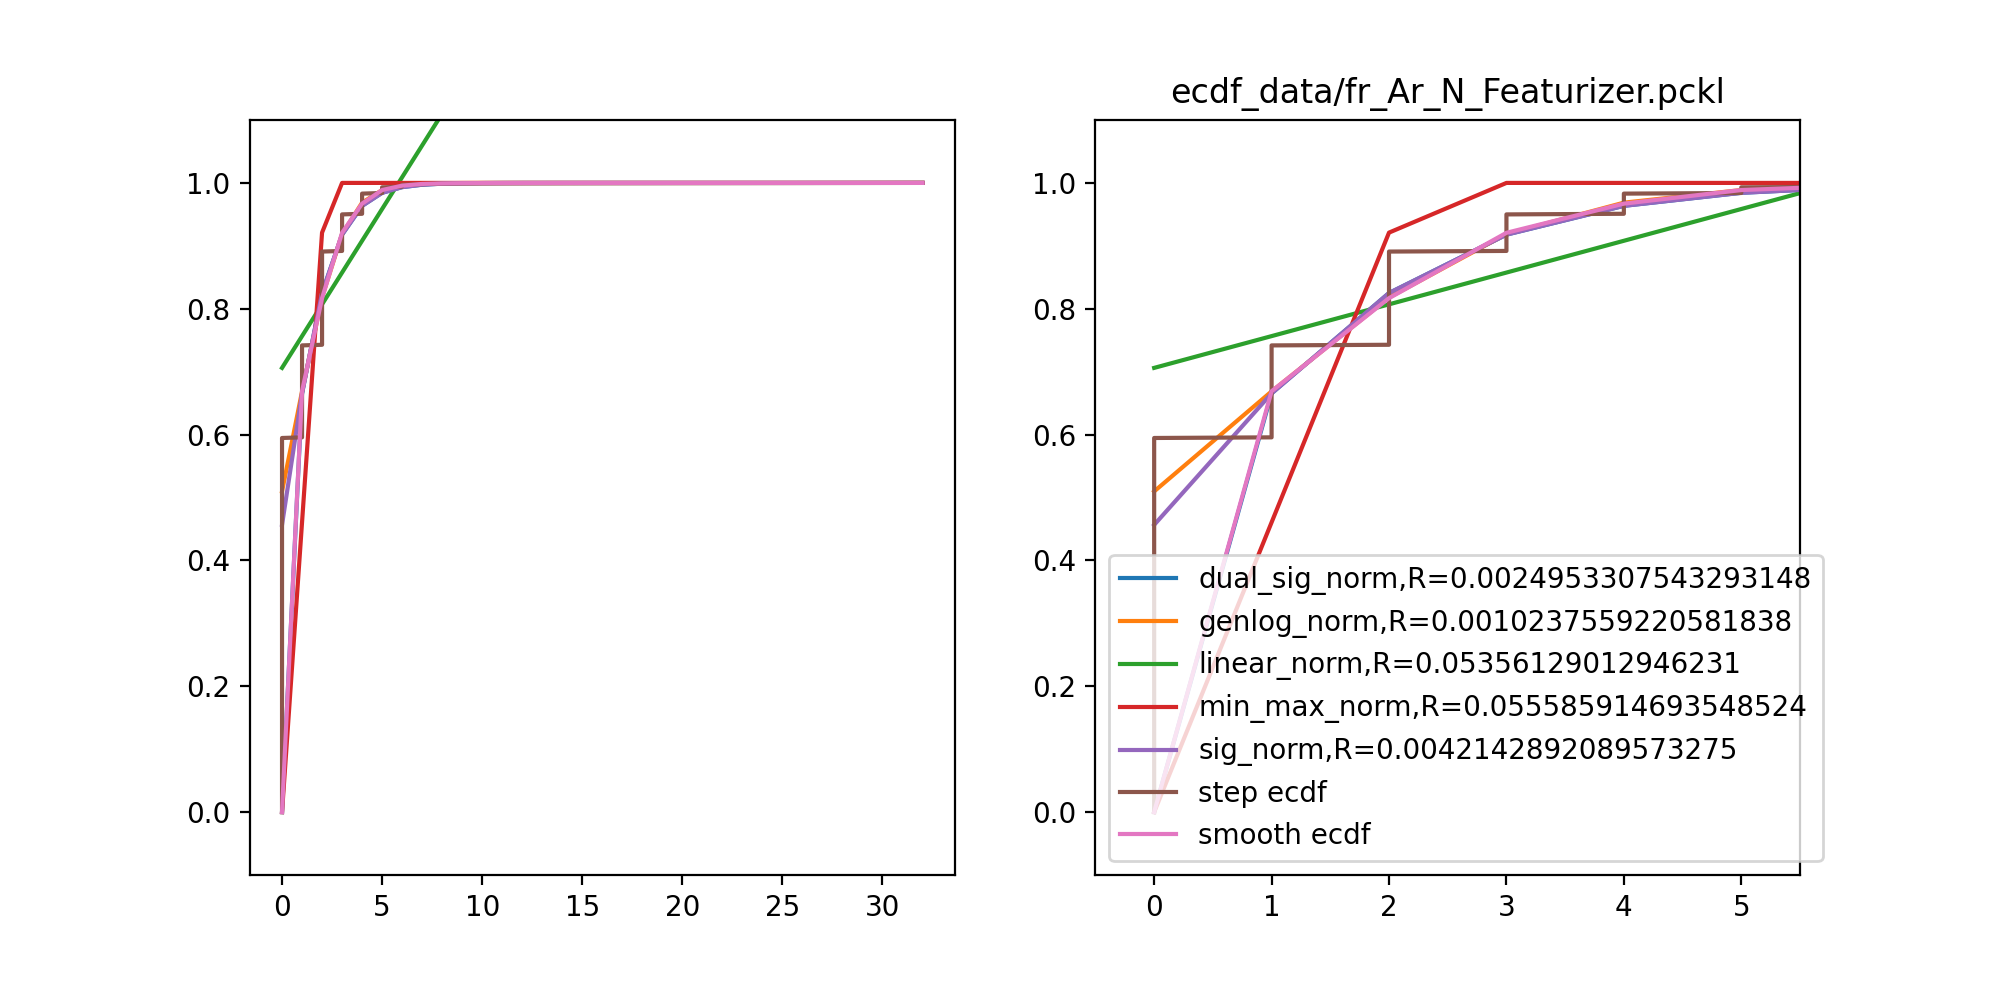 ecdf_data/fr_Ar_N_Featurizer.pckl
1.0
0.8
0.6
0.4
0.2
0.0
0 5 10 15 20 25 30
1.0
0.8
0.6
0.4
0.2
0.0
dual_sig_norm,R=0.0024953307543293148
genlog_norm,R=0.0010237559220581838
linear_norm,R=0.05356129012946231
min_max_norm,R=0.055585914693548524
sig_norm,R=0.0042142892089573275
step ecdf
smooth ecdf
0 1 2 3 4 5